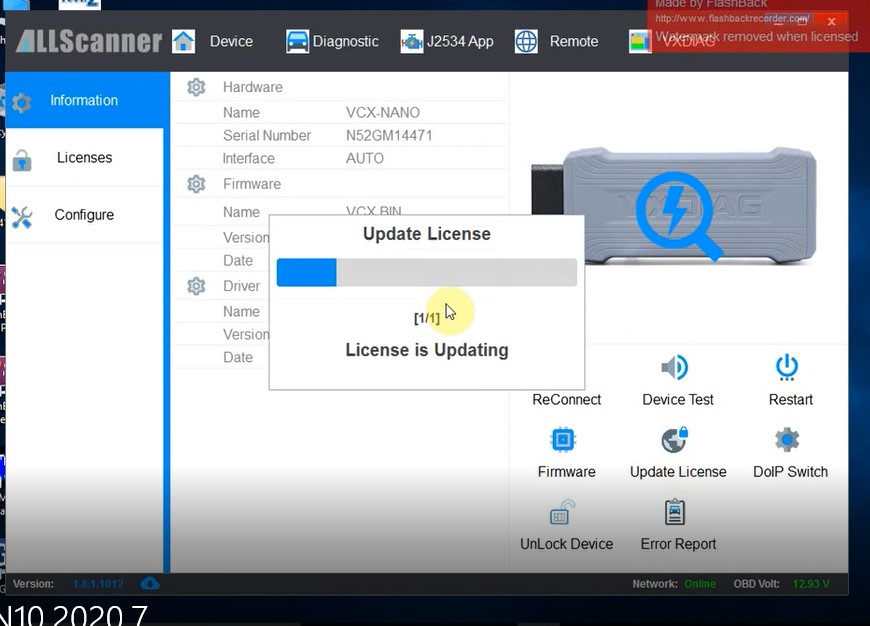 TECH 2
Made by FlashBack
http://www.flashbackrecorder.com/
Watermark removed when licensed
ALLScanner
Device
Diagnostic
J2534 App
Remote
VXDIAG
Information
Licenses
Configure
Hardware
Name VCX-NANO
Serial Number N52GM14471
Interface AUTO
Firmware
Name VCX.BIN
Version
Date
Driver
Name
Version
Date
VXDIAG
Update License
[1/1]
License is Updating
ReConnect
Device Test
Restart
Firmware
Update License
DoIP Switch
UnLock Device
Error Report
Version: 1.8.1.1012
Network: Online
OBD Volt: 12.93 V
N10 2020 7